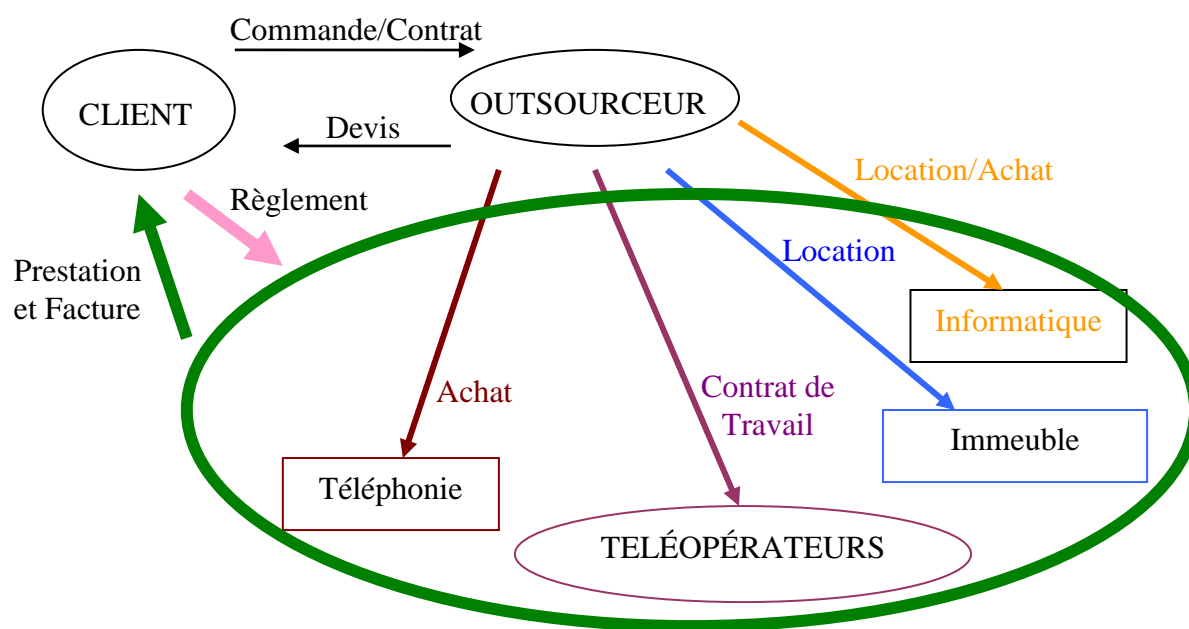 Commande/Contrat
CLIENT
OUTSOURCEUR
Devis
Location/Achat
Règlement
Location
Prestation
et Facture
Informatique
Achat
Contrat de
Travail
Immeuble
Téléphonie
TELÉOPÉRATEURS